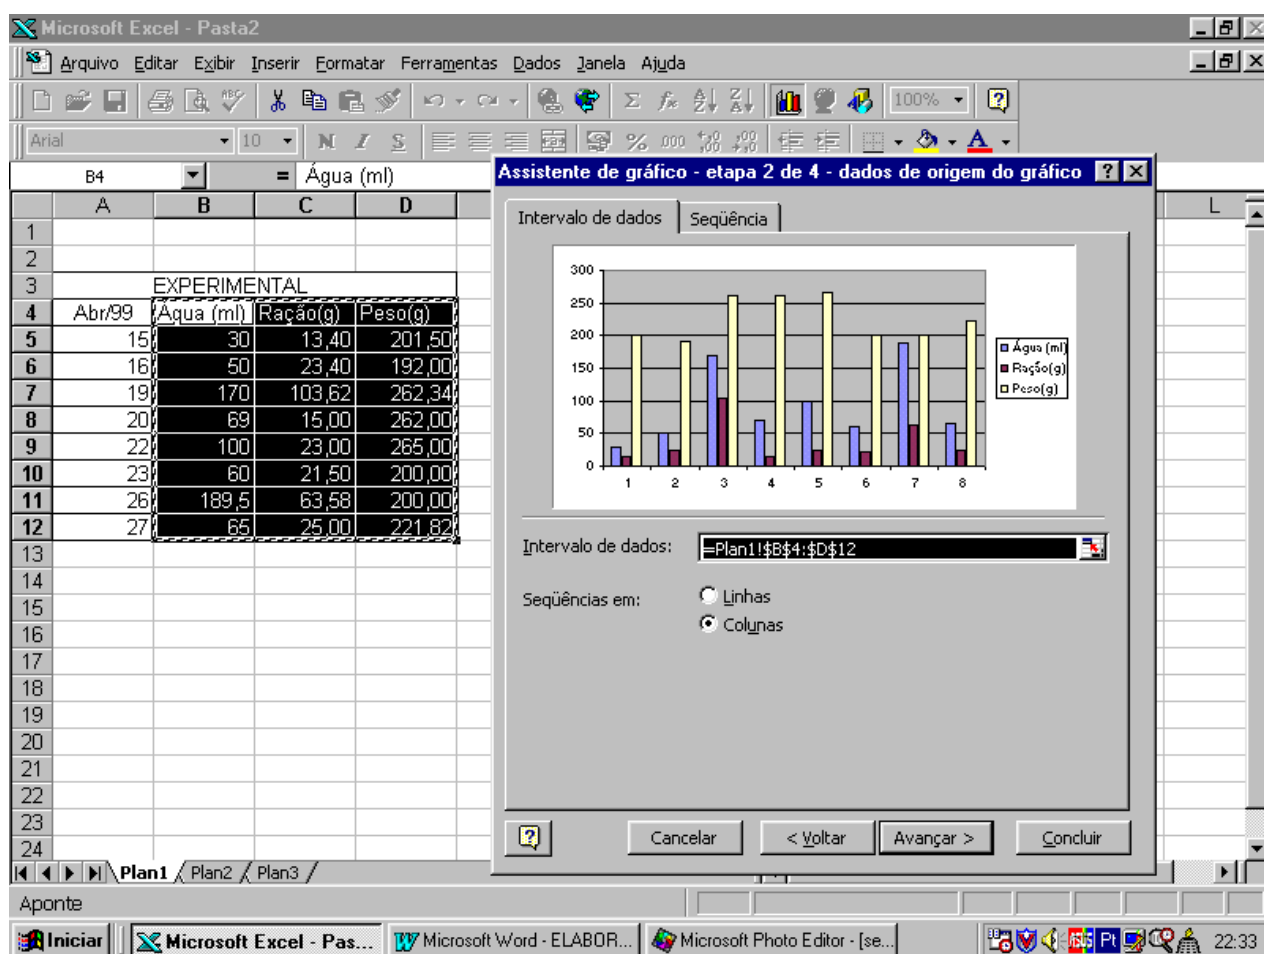 Microsoft Excel - Pasta2
Arquivo Editar Exibir Inserir Formatar Ferramentas Dados Janela Ajuda
100%
Arial 10 N I S % 000
B4 = Água (ml)
A B C D L
1
2
3 EXPERIMENTAL
4 Abr/99 Água (ml) Ração(g) Peso(g)
5 15 30 13,40 201,50
6 16 50 23,40 192,00
7 19 170 103,62 262,34
8 20 69 15,00 262,00
9 22 100 23,00 265,00
10 23 60 21,50 200,00
11 26 189,5 63,58 200,00
12 27 65 25,00 221,82
13
14
15
16
17
18
19
20
21
22
23
24
Assistente de gráfico - etapa 2 de 4 - dados de origem do gráfico
Intervalo de dados Seqüência
300
250
200
150
100
50
0
1 2 3 4 5 6 7 8
Água (ml)
Ração(g)
Peso(g)
Intervalo de dados: =Plan1!$B$4:$D$12
Seqüências em: Linhas
Colunas
Cancelar < Voltar Avançar > Concluir
Plan1 Plan2 Plan3
Aponte
Iniciar Microsoft Excel - Pas... Microsoft Word - ELABOR... Microsoft Photo Editor - [se... Pt 22:33